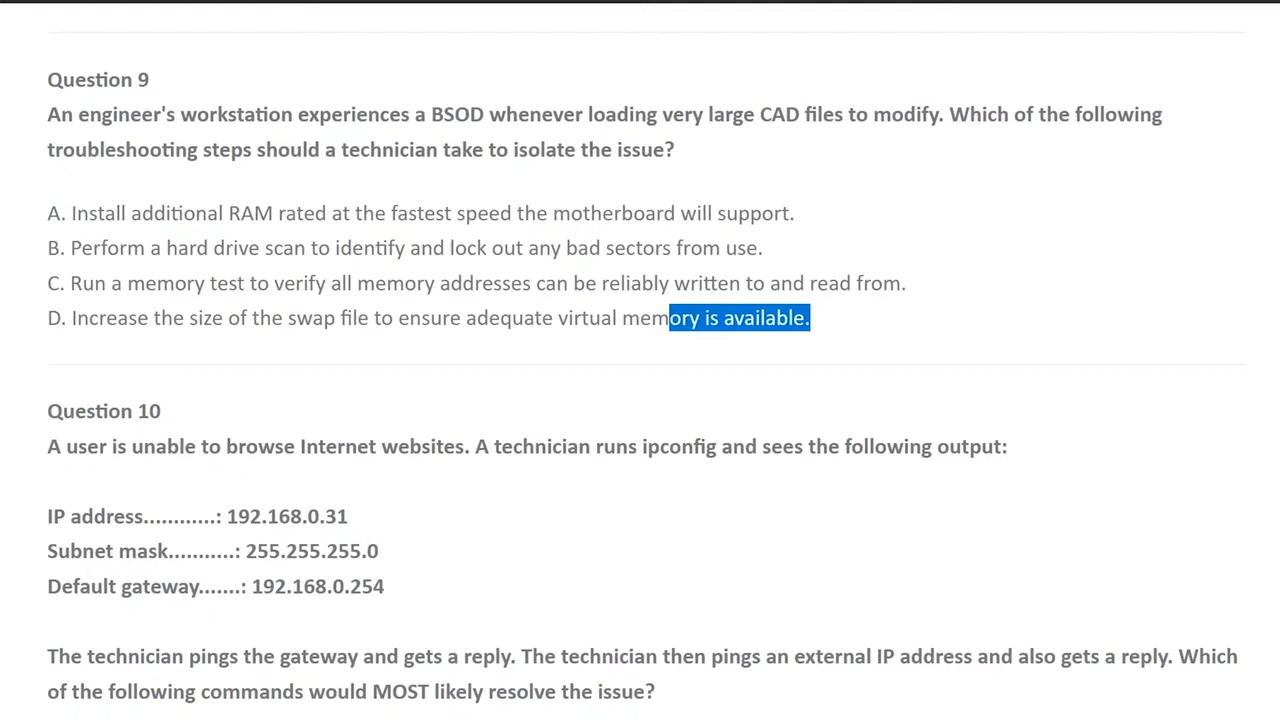 Question 9
An engineer's workstation experiences a BSOD whenever loading very large CAD files to modify. Which of the following
troubleshooting steps should a technician take to isolate the issue?
A. Install additional RAM rated at the fastest speed the motherboard will support.
B. Perform a hard drive scan to identify and lock out any bad sectors from use.
C. Run a memory test to verify all memory addresses can be reliably written to and read from.
D. Increase the size of the swap file to ensure adequate virtual memory is available.
Question 10
A user is unable to browse Internet websites. A technician runs ipconfig and sees the following output:
IP address............: 192.168.0.31
Subnet mask...........: 255.255.255.0
Default gateway.......: 192.168.0.254
The technician pings the gateway and gets a reply. The technician then pings an external IP address and also gets a reply. Which
of the following commands would MOST likely resolve the issue?